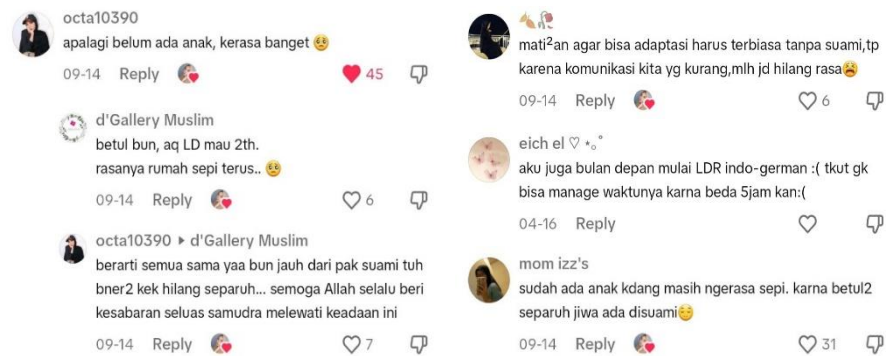 octa10390
apalagi belum ada anak, kerasa banget 🥺
09-14 Reply 45
d'Gallery Muslim
betul bun, aq LD mau 2th.
rasanya rumah sepi terus.. 🥺
09-14 Reply 6
octa10390 ▸ d'Gallery Muslim
berarti semua sama yaa bun jauh dari pak suami tuh
bner2 kek hilang separuh... semoga Allah selalu beri
kesabaran seluas samudra melewati keadaan ini
09-14 Reply 7
🍂🥀
mati²an agar bisa adaptasi harus terbiasa tanpa suami,tp
karena komunikasi kita yg kurang,mlh jd hilang rasa😫
09-14 Reply 6
eich el ♡ ⋆｡˚
aku juga bulan depan mulai LDR indo-german :( tkut gk
bisa manage waktunya karna beda 5jam kan:(
04-16 Reply
mom izz's
sudah ada anak kdang masih ngerasa sepi. karna betul2
separuh jiwa ada disuami😌
09-14 Reply 31